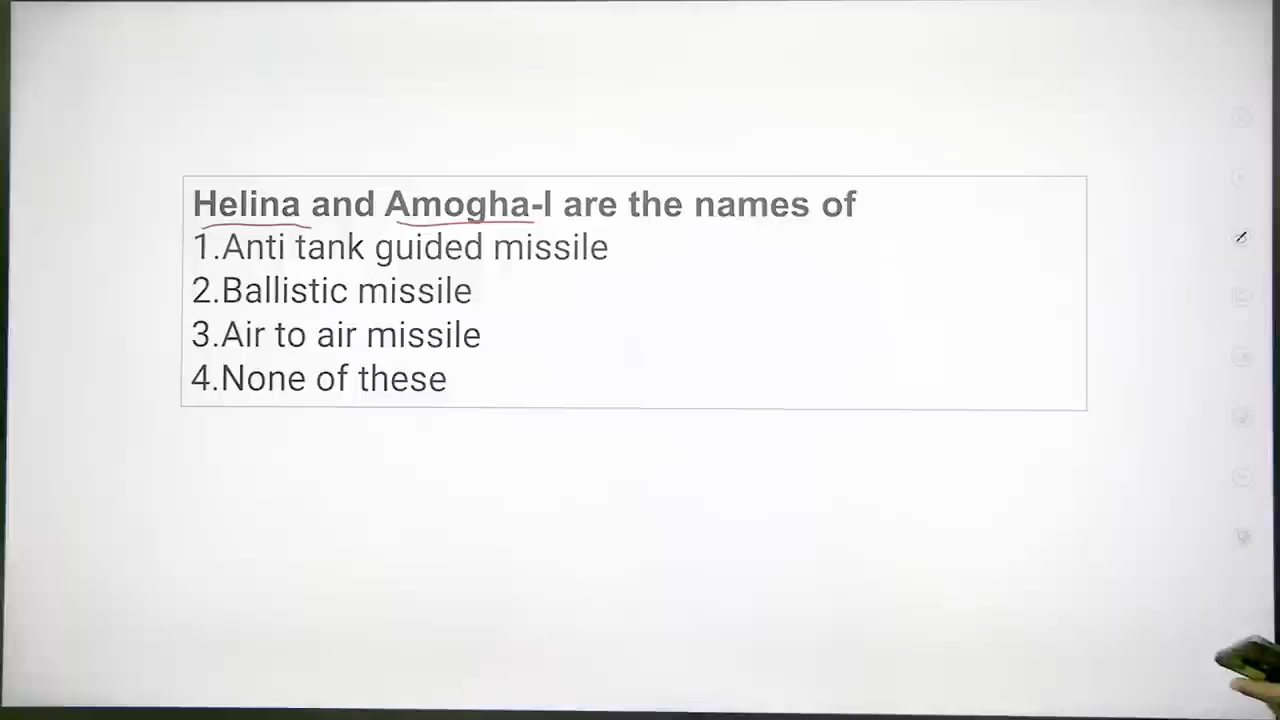 Helina and Amogha-I are the names of
1.Anti tank guided missile
2.Ballistic missile
3.Air to air missile
4.None of these